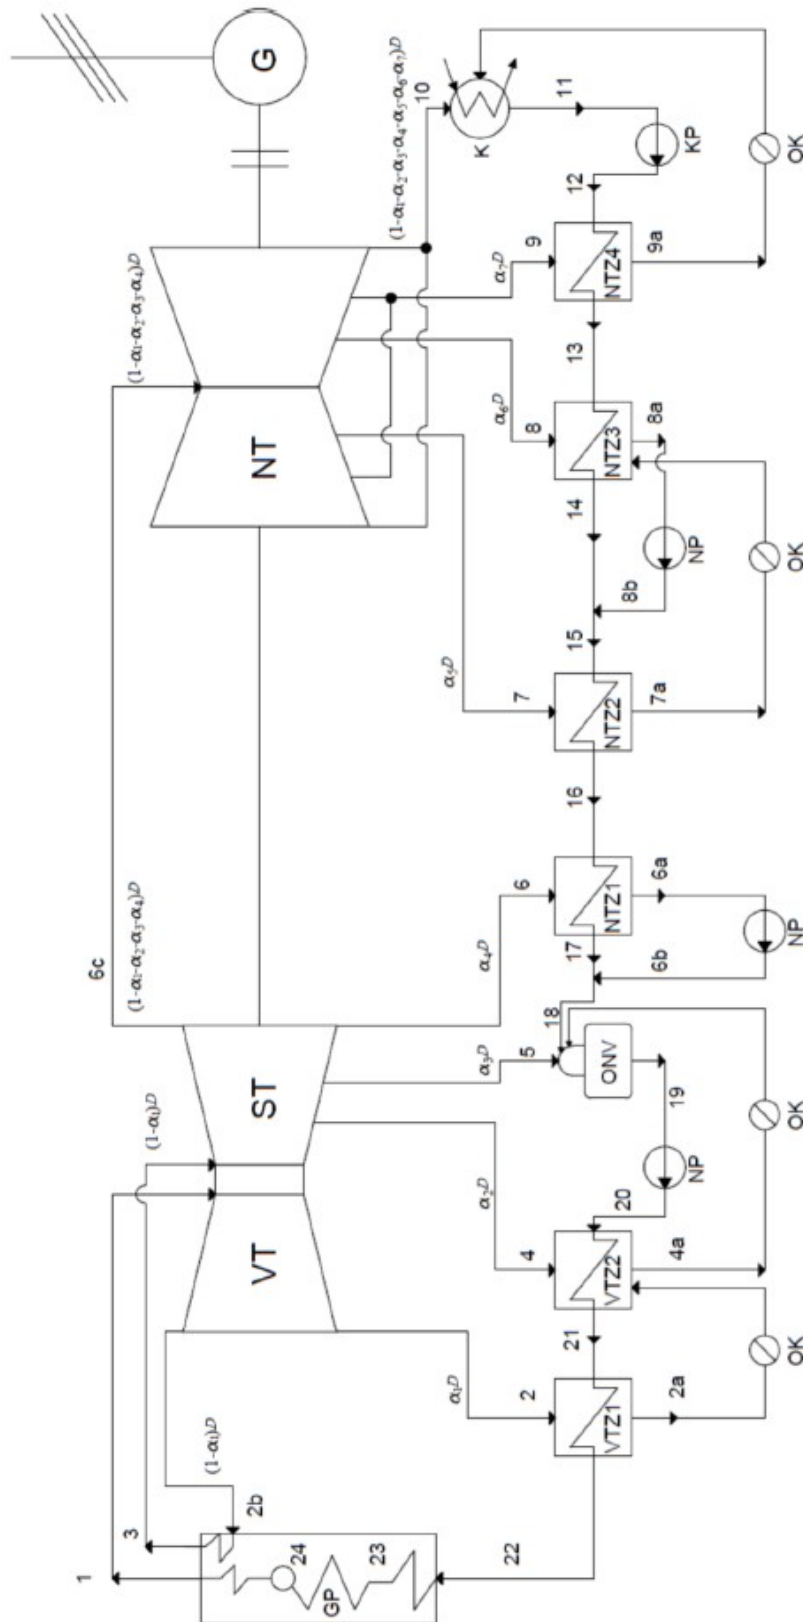 G
(1-α₁-α₂-α₃-α₄)D
(1-α₁-α₂-α₃-α₄-α₅-α₆-α₇)D
10
K
11
KP
12
OK
NT
α₇D
9
NTZ4
9a
13
α₆D
8
NTZ3
8a
14
NP
8b
OK
15
α₅D
7
NTZ2
7a
16
6c
(1-α₁-α₂-α₃-α₄)D
α₄D
6
NTZ1
6a
17
6b
NP
18
ST
α₃D
5
ONV
19
NP
OK
(1-α₁)D
α₂D
4
20
VTZ2
4a
VT
21
OK
α₁D
2
VTZ1
2a
(1-α₁)D
2b
3
1
24
GP
23
22